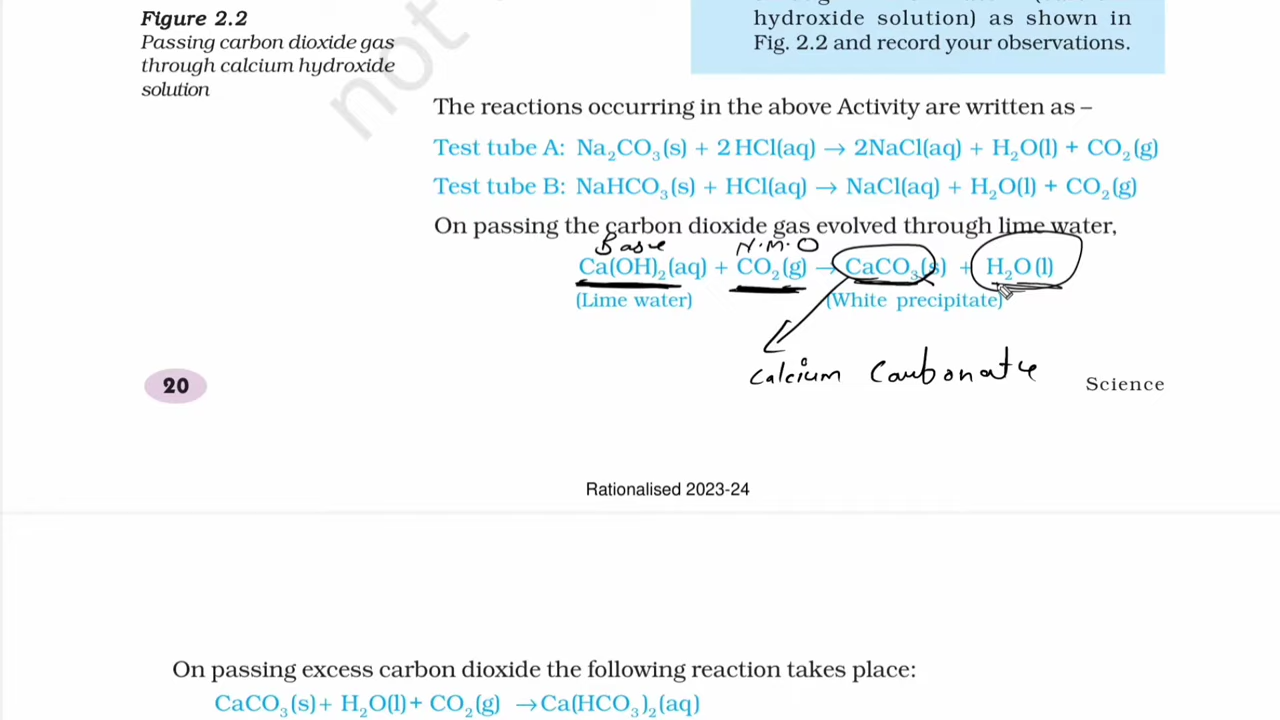 Figure 2.2
Passing carbon dioxide gas
through calcium hydroxide
solution
not
hydroxide solution) as shown in
Fig. 2.2 and record your observations.
The reactions occurring in the above Activity are written as –
Test tube A: Na₂CO₃(s) + 2HCl(aq) → 2NaCl(aq) + H₂O(l) + CO₂(g)
Test tube B: NaHCO₃(s) + HCl(aq) → NaCl(aq) + H₂O(l) + CO₂(g)
On passing the carbon dioxide gas evolved through lime water,
Base N.M.O
Ca(OH)₂(aq) + CO₂(g) → CaCO₃(s) + H₂O(l)
(Lime water) (White precipitate)
Calcium Carbonate
20
Science
Rationalised 2023-24
On passing excess carbon dioxide the following reaction takes place:
CaCO₃(s)+ H₂O(l)+ CO₂(g) →Ca(HCO₃)₂(aq)